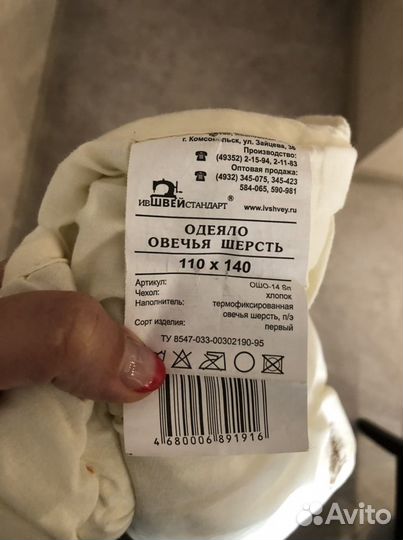 г. Комсомольск, ул. Зайцева, 36
Производство:
(49352) 2-15-94, 2-11-83
Оптовая продажа:
(4932) 345-075, 345-423
584-065, 590-981
ивШВЕЙстандарт®
www.ivshvey.ru
ОДЕЯЛО
ОВЕЧЬЯ ШЕРСТЬ
110 x 140
Артикул: ОШО-14 Sn
Чехол: хлопок
Наполнитель: термофиксированная
овечья шерсть, п/э
Сорт изделия: первый
ТУ 8547-033-00302190-95
4 680006 891916
Avito